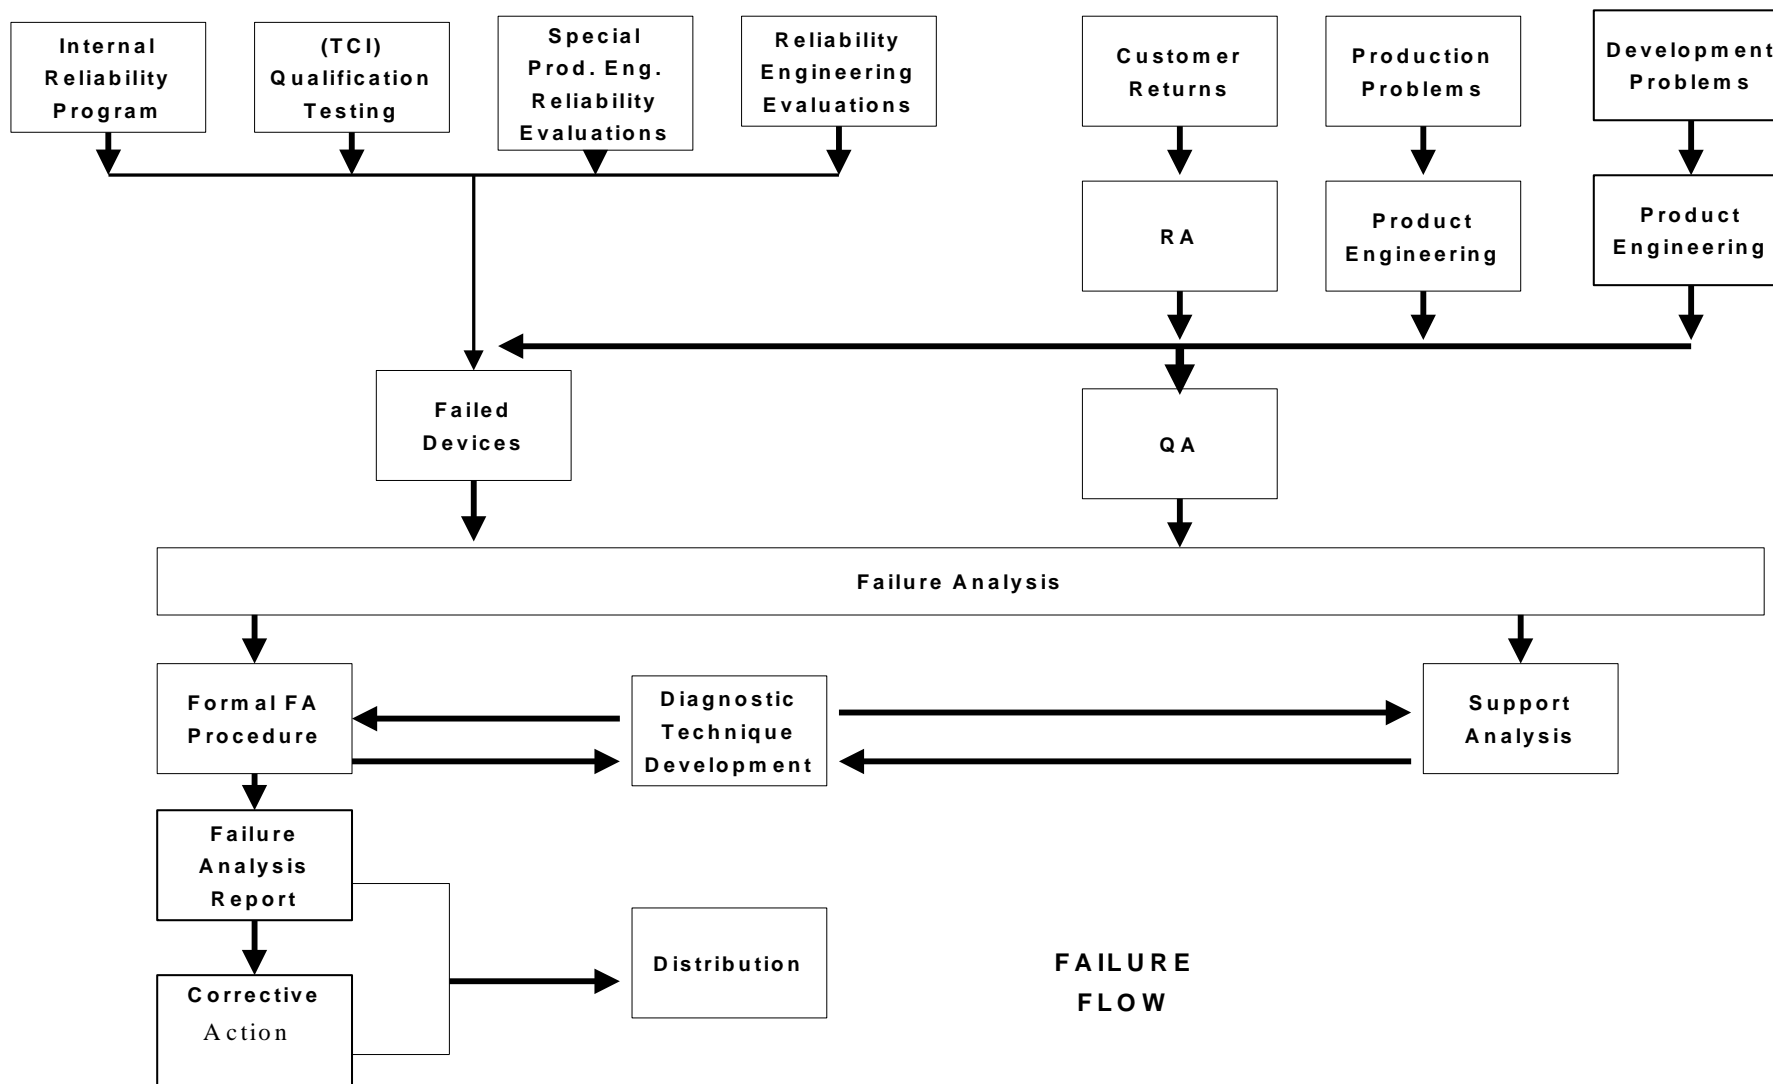 Internal
Reliability
Program
(TCI)
Qualification
Testing
Special
Prod. Eng.
Reliability
Evaluations
Reliability
Engineering
Evaluations
Customer
Returns
Production
Problems
Development
Problems
RA
Product
Engineering
Product
Engineering
Failed
Devices
QA
Failure Analysis
Formal FA
Procedure
Diagnostic
Technique
Development
Support
Analysis
Failure
Analysis
Report
Distribution
Corrective
Action
FAILURE
FLOW